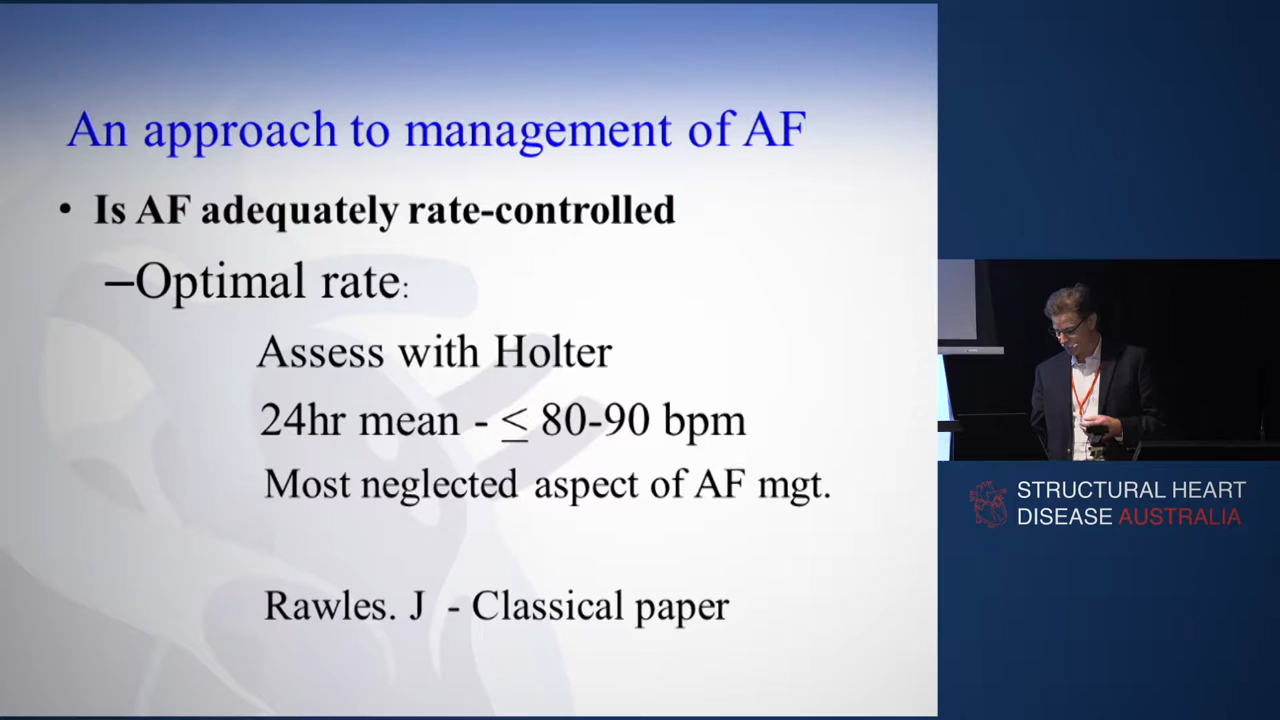 An approach to management of AF
• Is AF adequately rate-controlled
–Optimal rate:
Assess with Holter
24hr mean - ≤ 80-90 bpm
Most neglected aspect of AF mgt.
Rawles. J - Classical paper
STRUCTURAL HEART
DISEASE AUSTRALIA